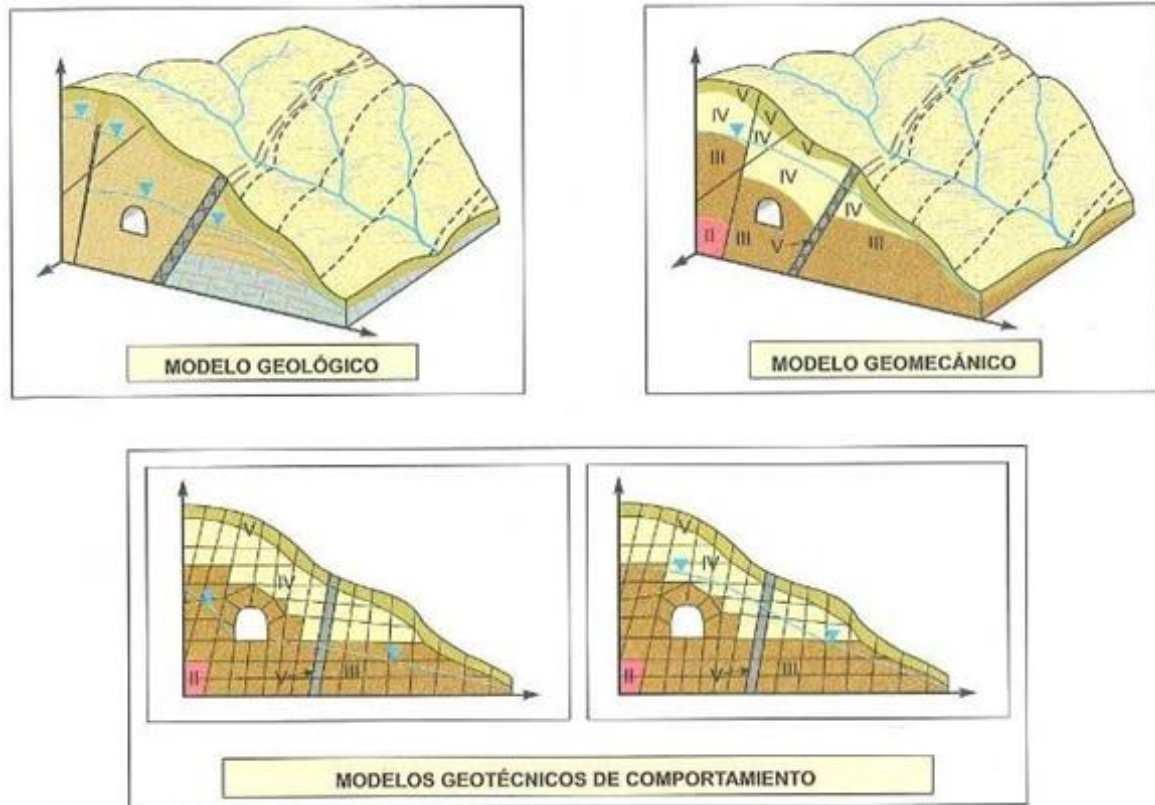 MODELO GEOLÓGICO
V
IV
V
IV
V
III
IV
IV
II
III
V
III
MODELO GEOMECÁNICO
V
IV
II
V
III
V
IV
II
V
III
MODELOS GEOTÉCNICOS DE COMPORTAMIENTO